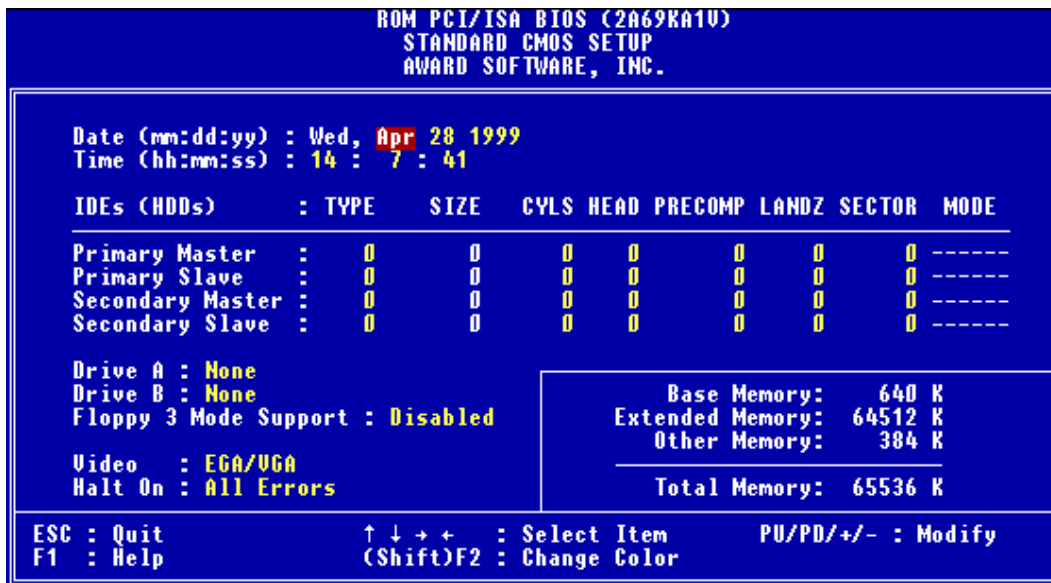 ROM PCI/ISA BIOS (2A69KA1V)
STANDARD CMOS SETUP
AWARD SOFTWARE, INC.
Date (mm:dd:yy) : Wed, Apr 28 1999
Time (hh:mm:ss) : 14 : 7 : 41
IDEs (HDDs) : TYPE SIZE CYLS HEAD PRECOMP LANDZ SECTOR MODE
Primary Master : 0 0 0 0 0 0 0 ------
Primary Slave : 0 0 0 0 0 0 0 ------
Secondary Master : 0 0 0 0 0 0 0 ------
Secondary Slave : 0 0 0 0 0 0 0 ------
Drive A : None
Drive B : None
Floppy 3 Mode Support : Disabled
Video : EGA/VGA
Halt On : All Errors
Base Memory: 640 K
Extended Memory: 64512 K
Other Memory: 384 K
Total Memory: 65536 K
ESC : Quit ↑ ↓ → ← : Select Item PU/PD/+/- : Modify
F1 : Help (Shift)F2 : Change Color